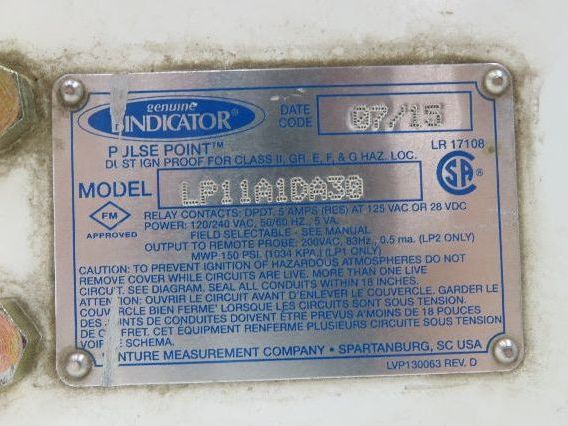 genuine
BINDICATOR®
DATE CODE 07/15
PULSE POINT™
LR 17108
DUST IGN PROOF FOR CLASS II, GR. E, F, & G HAZ. LOC.
MODEL LP11A1DA30
SA
FM
APPROVED
RELAY CONTACTS: DPDT. 5 AMPS (RES) AT 125 VAC OR 28 VDC
POWER: 120/240 VAC, 50/60 HZ., 5 VA.
FIELD SELECTABLE - SEE MANUAL
OUTPUT TO REMOTE PROBE: 200VAC, 83Hz., 0.5 ma. (LP2 ONLY)
MWP 150 PSI. (1034 KPA.) (LP1 ONLY)
CAUTION: TO PREVENT IGNITION OF HAZARDOUS ATMOSPHERES DO NOT
REMOVE COVER WHILE CIRCUITS ARE LIVE. MORE THAN ONE LIVE
CIRCUIT. SEE DIAGRAM. SEAL ALL CONDUITS WITHIN 18 INCHES.
ATTENTION: OUVRIR LE CIRCUIT AVANT D'ENLEVER LE COUVERCLE. GARDER LE
COUVERCLE BIEN FERME' LORSQUE LES CIRCUITS SONT SOUS TENSION.
DES JOINTS DE CONDUITES DOIVENT ÊTRE PREVUS A'MOINS DE 18 POUCES
DE COFFRET. CET EQUIPEMENT RENFERME PLUSIEURS CIRCUITE SOUS TENSION
VOIR LE SCHEMA.
VENTURE MEASUREMENT COMPANY • SPARTANBURG, SC USA
LVP130063 REV. D